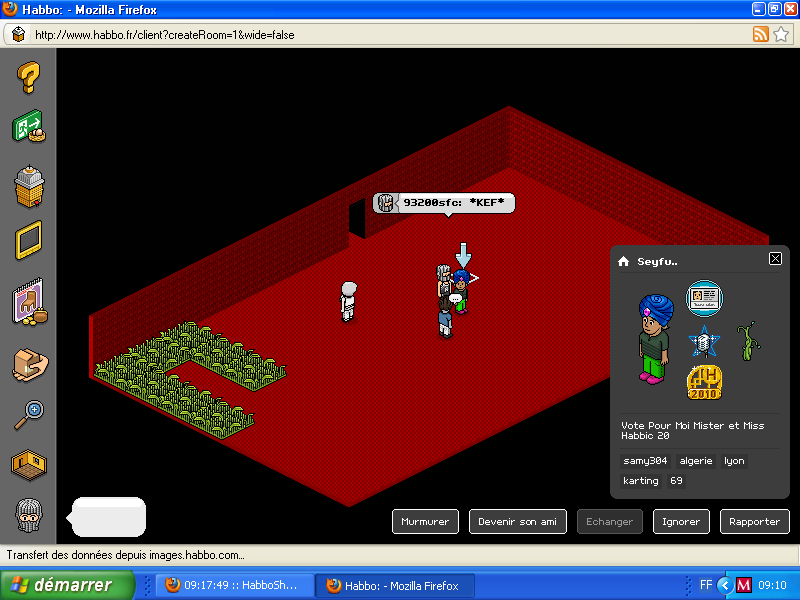 Habbo: - Mozilla Firefox
http://www.habbo.fr/client?createRoom=1&wide=false
93200sfc: *KEF*
Seyfu..
H
2010
Vote Pour Moi Mister et Miss
Habbic 20
samy304 algerie lyon
karting 69
Murmurer Devenir son ami Echanger Ignorer Rapporter
Transfert des données depuis images.habbo.com...
démarrer 09:17:49 :: HabboSh... Habbo: - Mozilla Firefox FF M 09:10